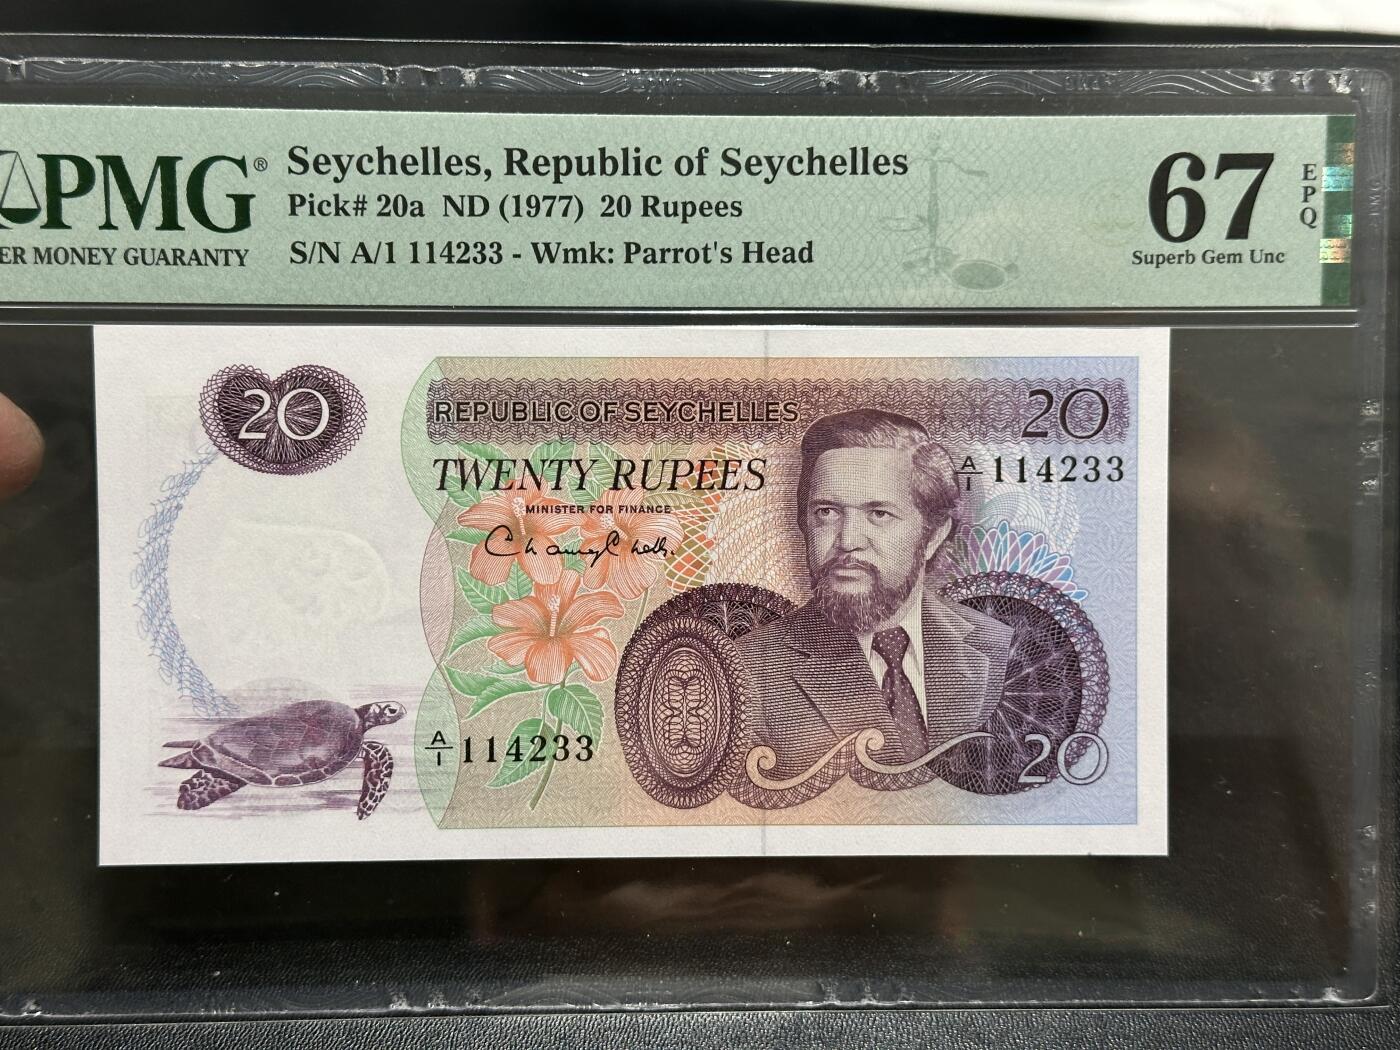 PMG®
ER MONEY GUARANTY
Seychelles, Republic of Seychelles
Pick# 20a ND (1977) 20 Rupees
S/N A/1 114233 - Wmk: Parrot's Head
67
EPQ
Superb Gem Unc
20
REPUBLIC OF SEYCHELLES
20
TWENTY RUPEES
A/1 114233
MINISTER FOR FINANCE
A/1 114233
20